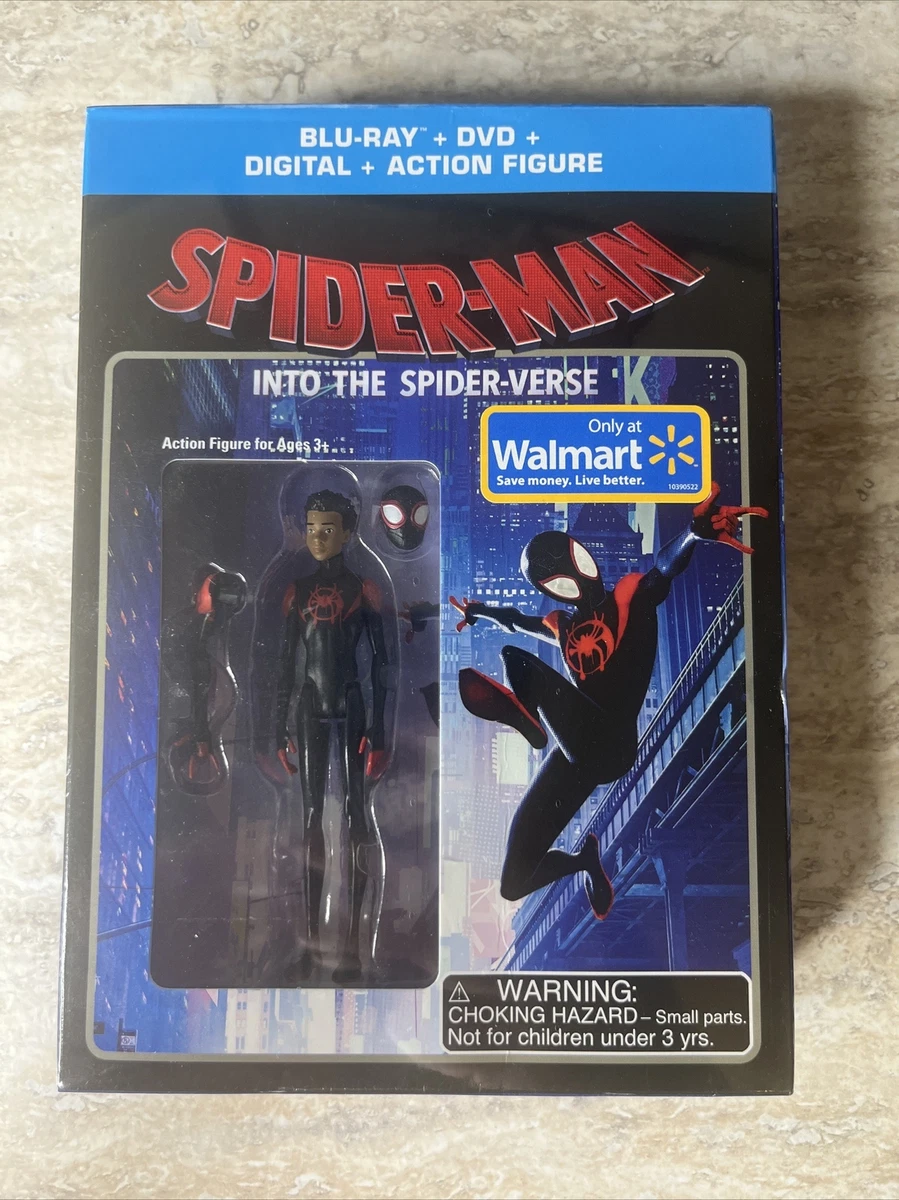 BLU-RAY™ + DVD +
DIGITAL + ACTION FIGURE
SPIDER-MAN
INTO THE SPIDER-VERSE
Action Figure for Ages 3+
Only at
Walmart
Save money. Live better.
10390522
⚠ WARNING:
CHOKING HAZARD – Small parts.
Not for children under 3 yrs.